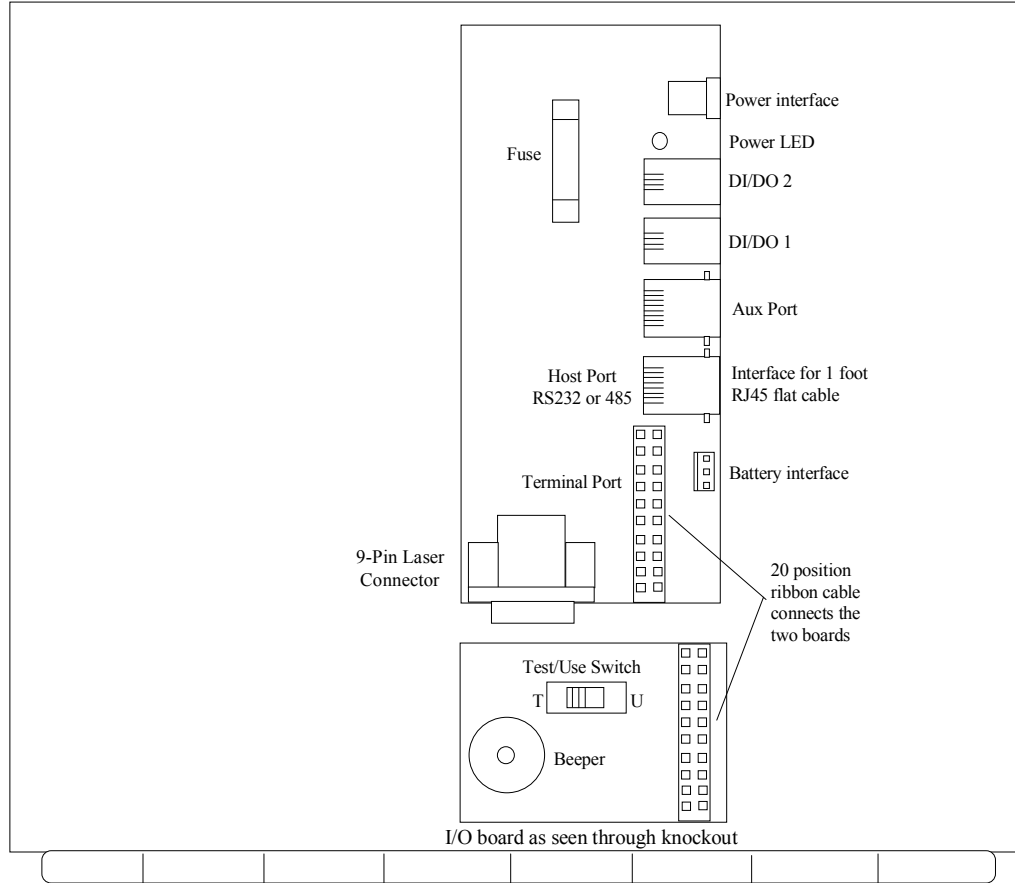 Power interface
Power LED
Fuse
DI/DO 2
DI/DO 1
Aux Port
Host Port
RS232 or 485
Interface for 1 foot
RJ45 flat cable
Terminal Port
Battery interface
9-Pin Laser
Connector
20 position
ribbon cable
connects the
two boards
Test/Use Switch
T
U
Beeper
I/O board as seen through knockout